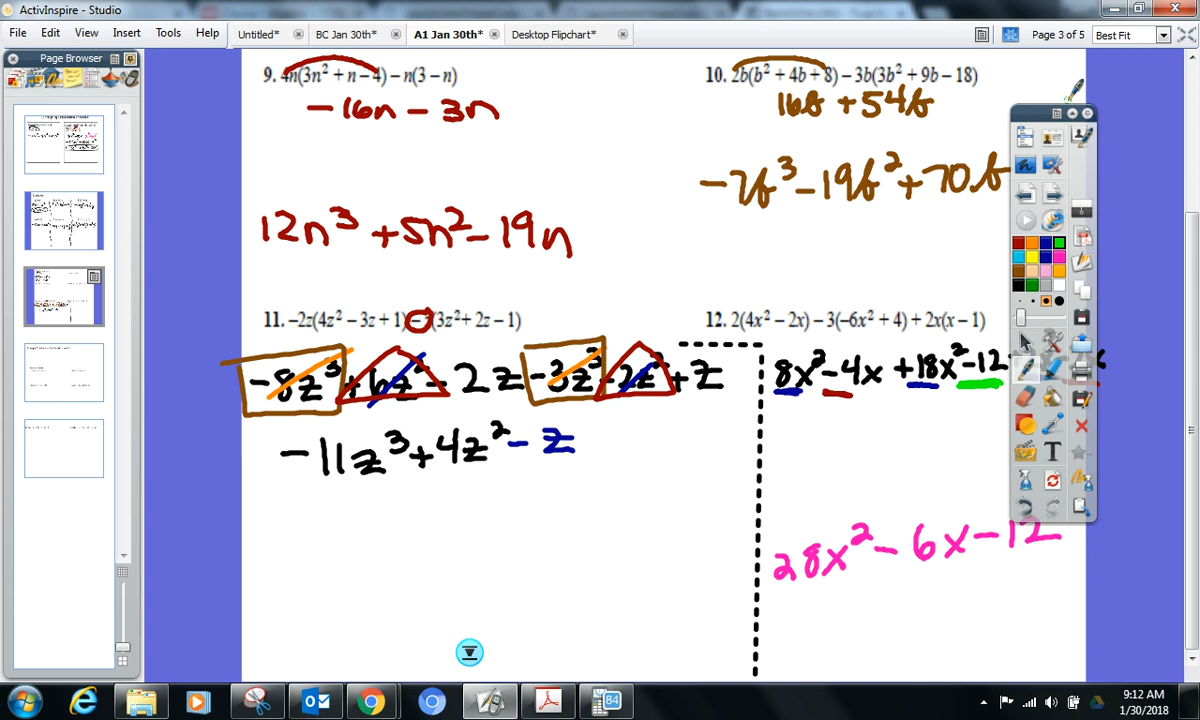 ActivInspire - Studio
File Edit View Insert Tools Help
Untitled* BC Jan 30th* A1 Jan 30th* Desktop Flipchart*
Page 3 of 5 Best Fit
Page Browser
9. 4n(3n² + n – 4) – n(3 – n)
- 16n - 3n
12n³ + 5n² - 19n
10. 2b(b² + 4b + 8) – 3b(3b² + 9b – 18)
16b + 54b
-7b³ - 19b² + 70b
11. –2z(4z² – 3z + 1) – (3z² + 2z – 1)
-8z³ + 6z² - 2z - 3z³ - 2z² + z
-11z³ + 4z² - z
12. 2(4x² – 2x) – 3(–6x² + 4) + 2x(x – 1)
8x² - 4x + 18x² - 12 x
28x² - 6x - 12
T
84
9:12 AM
1/30/2018